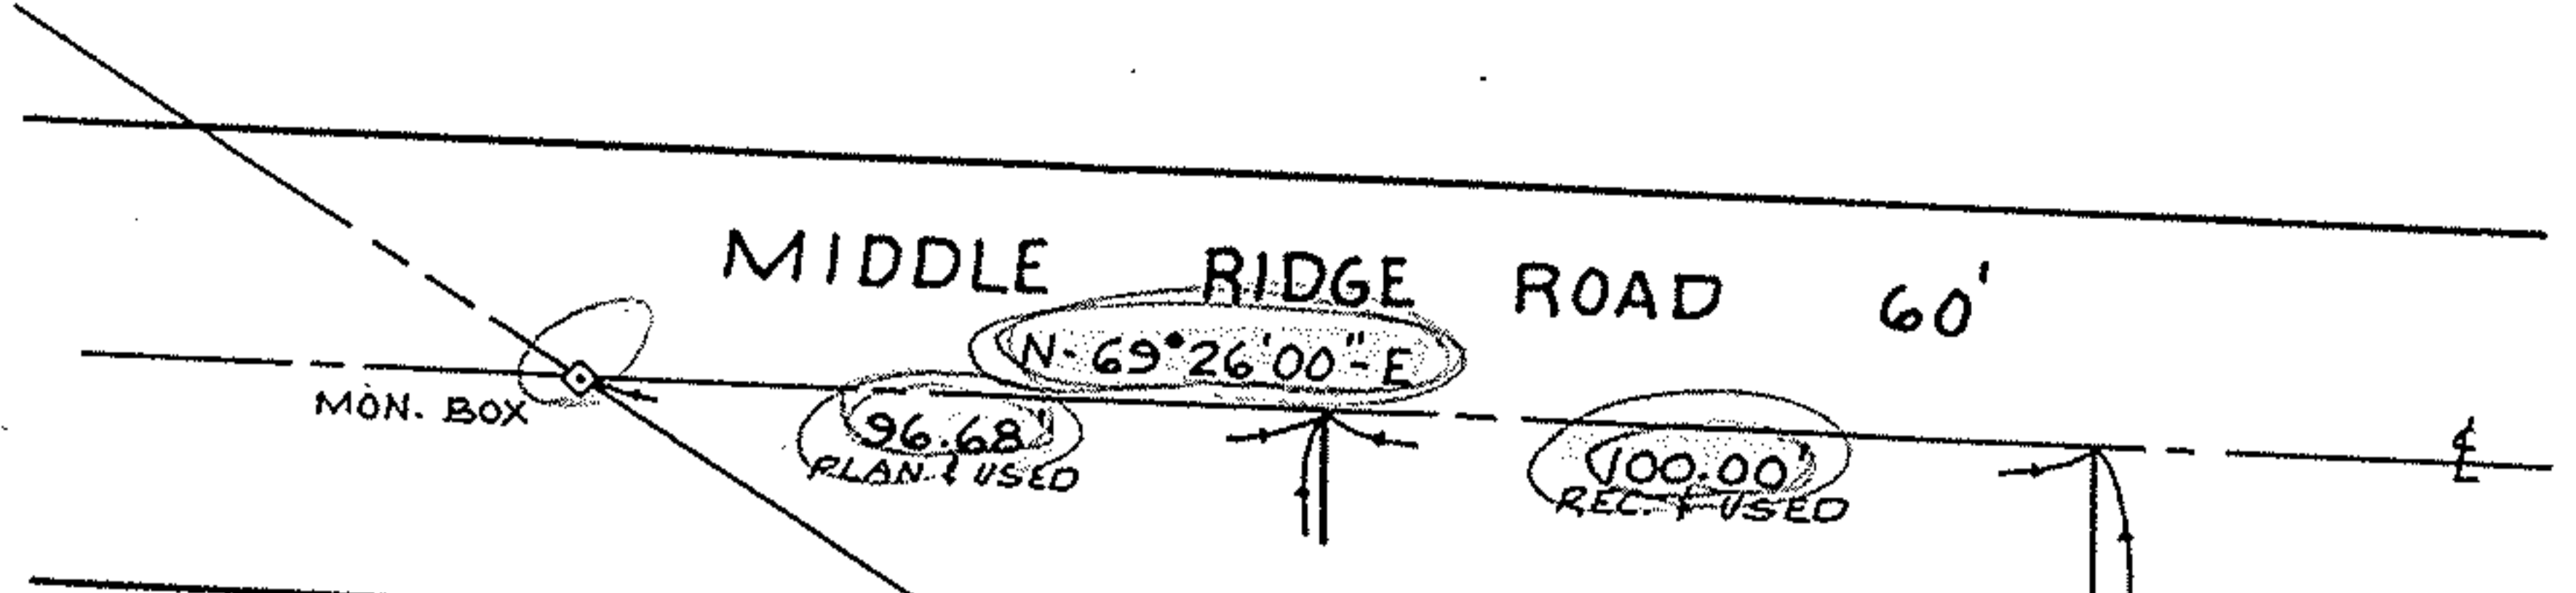 MIDDLE RIDGE ROAD 60'
N-69°26'00"-E
MON. BOX
96.68'
PLAN. & USED
100.00'
REC. & USED
℄